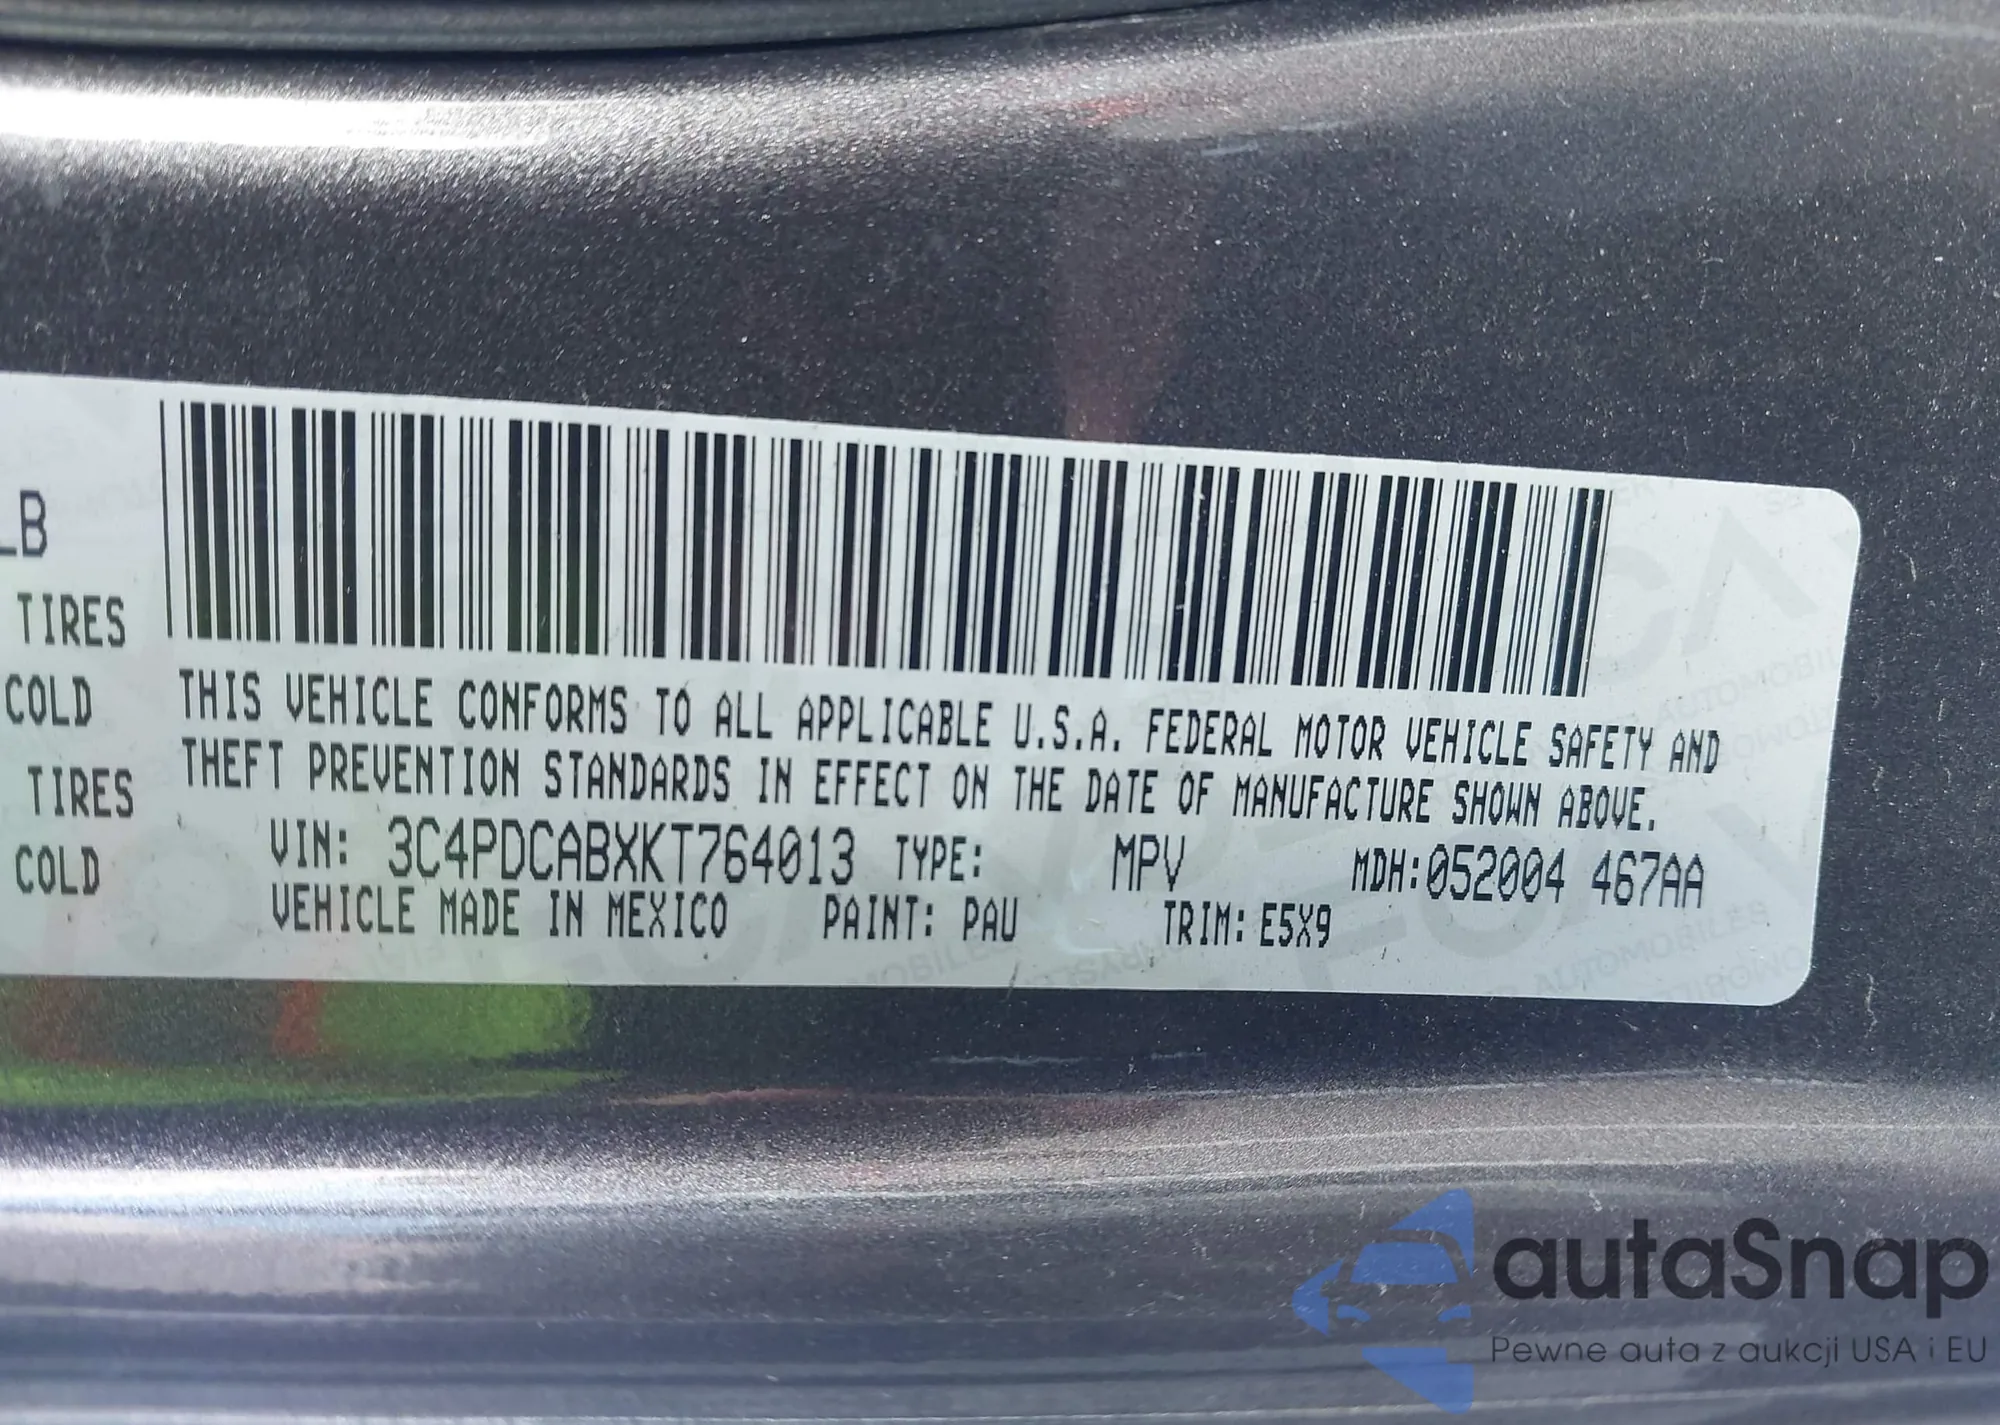 LB
TIRES
COLD
TIRES
COLD
THIS VEHICLE CONFORMS TO ALL APPLICABLE U.S.A. FEDERAL MOTOR VEHICLE SAFETY AND
THEFT PREVENTION STANDARDS IN EFFECT ON THE DATE OF MANUFACTURE SHOWN ABOVE.
VIN: 3C4PDCABXKT764013 TYPE: MPV MDH:052004 467AA
VEHICLE MADE IN MEXICO PAINT: PAU TRIM: E5X9
autaSnap
Pewne auta z aukcji USA i EU